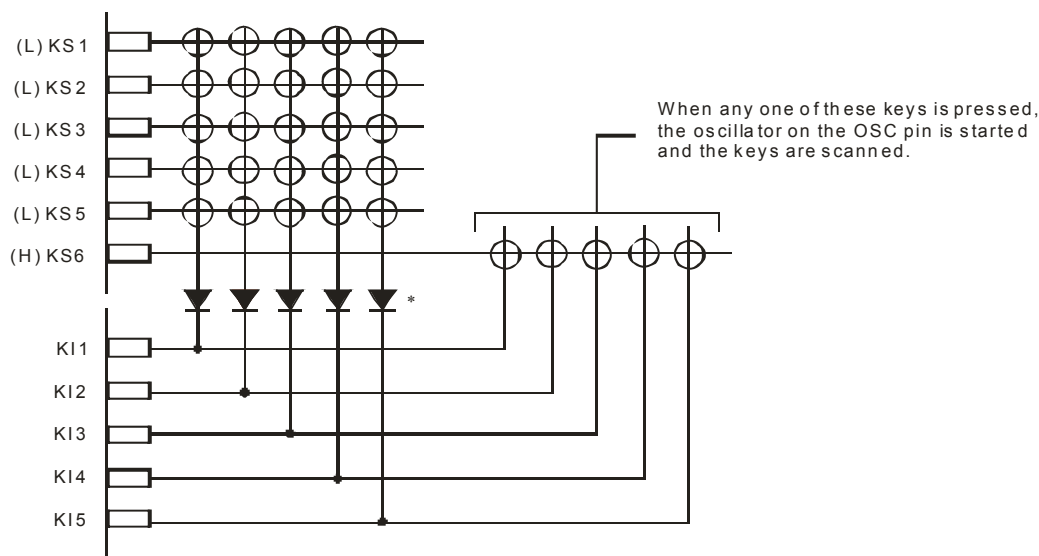 (L) KS1
(L) KS2
(L) KS3
(L) KS4
(L) KS5
(H) KS6
When any one of these keys is pressed,
the oscillator on the OSC pin is started
and the keys are scanned.
*
KI1
KI2
KI3
KI4
KI5